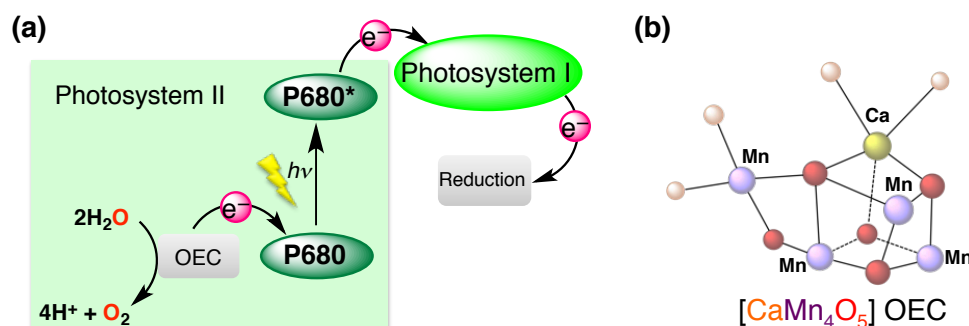 (a)
e⁻
Photosystem I
Photosystem II
P680*
e⁻
hν
Reduction
e⁻
2H₂O
OEC
P680
4H⁺ + O₂
(b)
Ca
Mn
Mn
Mn
Mn
[CaMn₄O₅] OEC